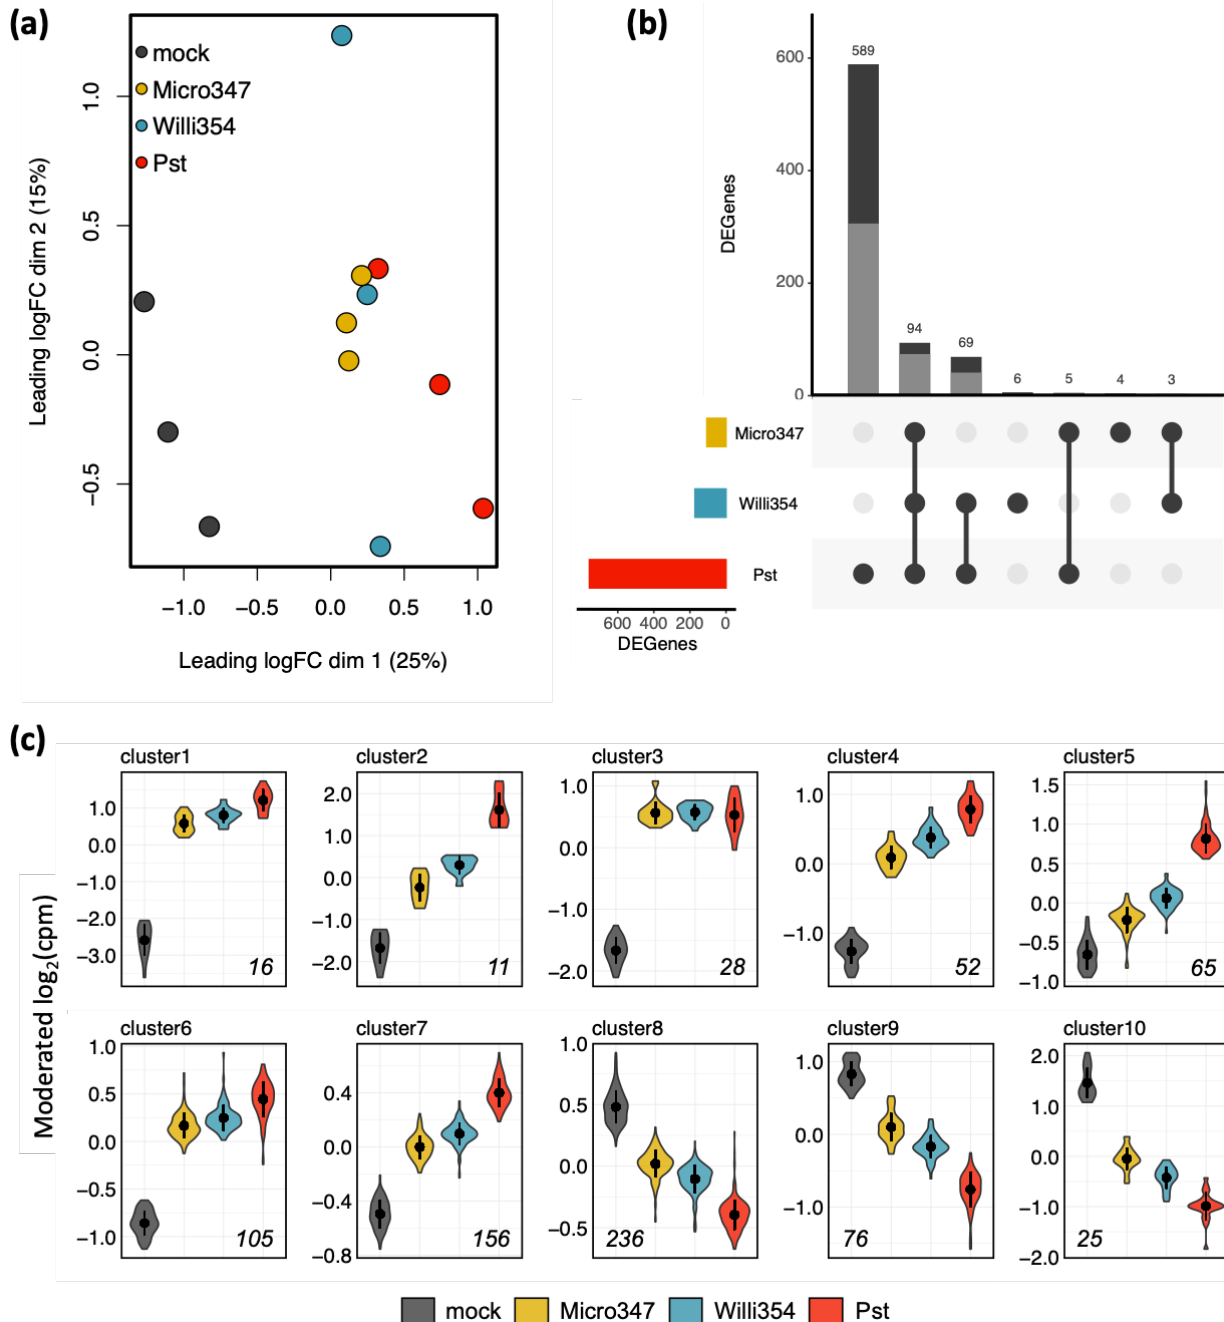 (a)
mock
Micro347
Willi354
Pst
Leading logFC dim 2 (15%)
1.0
0.5
0.0
−0.5
−1.0 −0.5 0.0 0.5 1.0
Leading logFC dim 1 (25%)
(b)
DEGenes
600
400
200
0
589
94
69
6
5
4
3
Micro347
Willi354
Pst
600 400 200 0
DEGenes
(c)
Moderated log2(cpm)
cluster1
1.0
0.0
−1.0
−2.0
−3.0
16
cluster2
2.0
1.0
0.0
−1.0
−2.0
11
cluster3
1.0
0.0
−1.0
−2.0
28
cluster4
1.0
0.0
−1.0
52
cluster5
1.5
1.0
0.5
0.0
−0.5
−1.0
65
cluster6
1.0
0.5
0.0
−0.5
−1.0
105
cluster7
0.4
0.0
−0.4
−0.8
156
cluster8
1.0
0.5
0.0
−0.5
236
cluster9
1.0
0.0
−1.0
76
cluster10
2.0
1.0
0.0
−1.0
−2.0
25
mock Micro347 Willi354 Pst